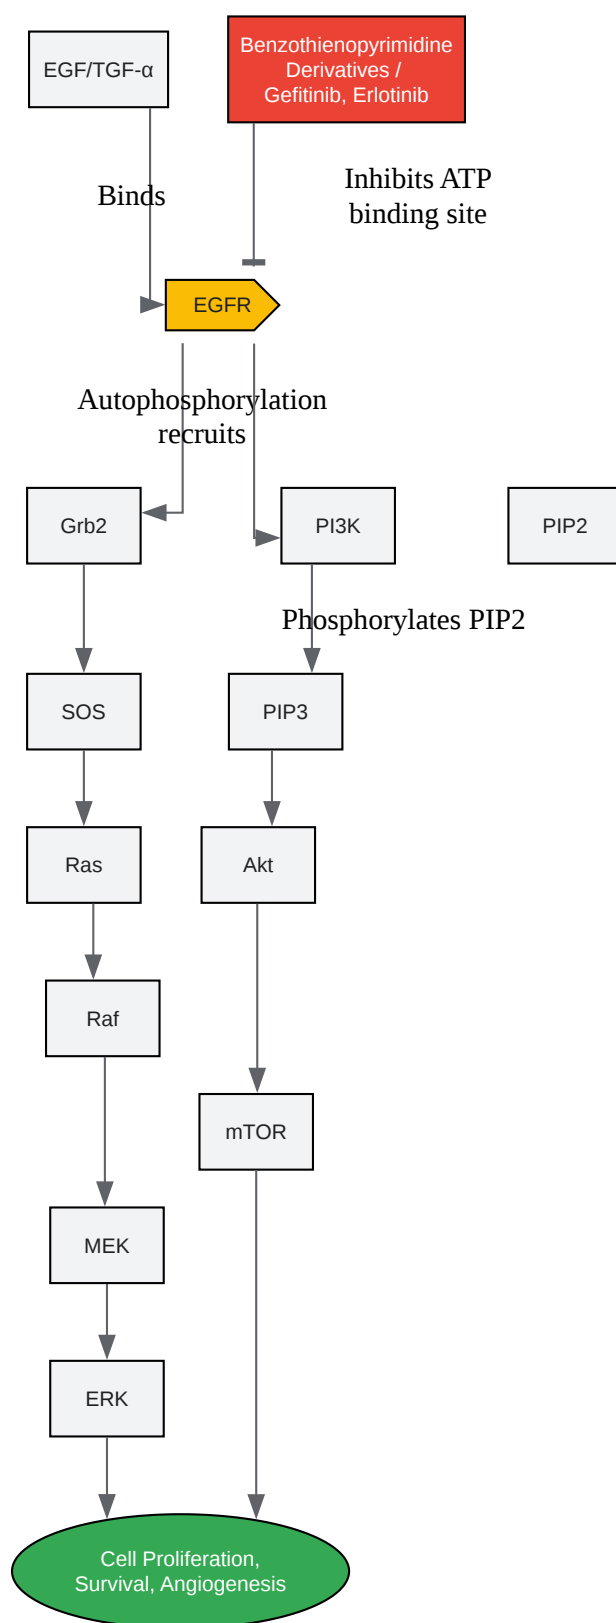 EGF/TGF-α
Benzothienopyrimidine
Derivatives /
Gefitinib, Erlotinib
Binds
Inhibits ATP
binding site
EGFR
Autophosphorylation
recruits
Grb2
PI3K
PIP2
Phosphorylates PIP2
SOS
PIP3
Ras
Akt
Raf
mTOR
MEK
ERK
Cell Proliferation,
Survival, Angiogenesis